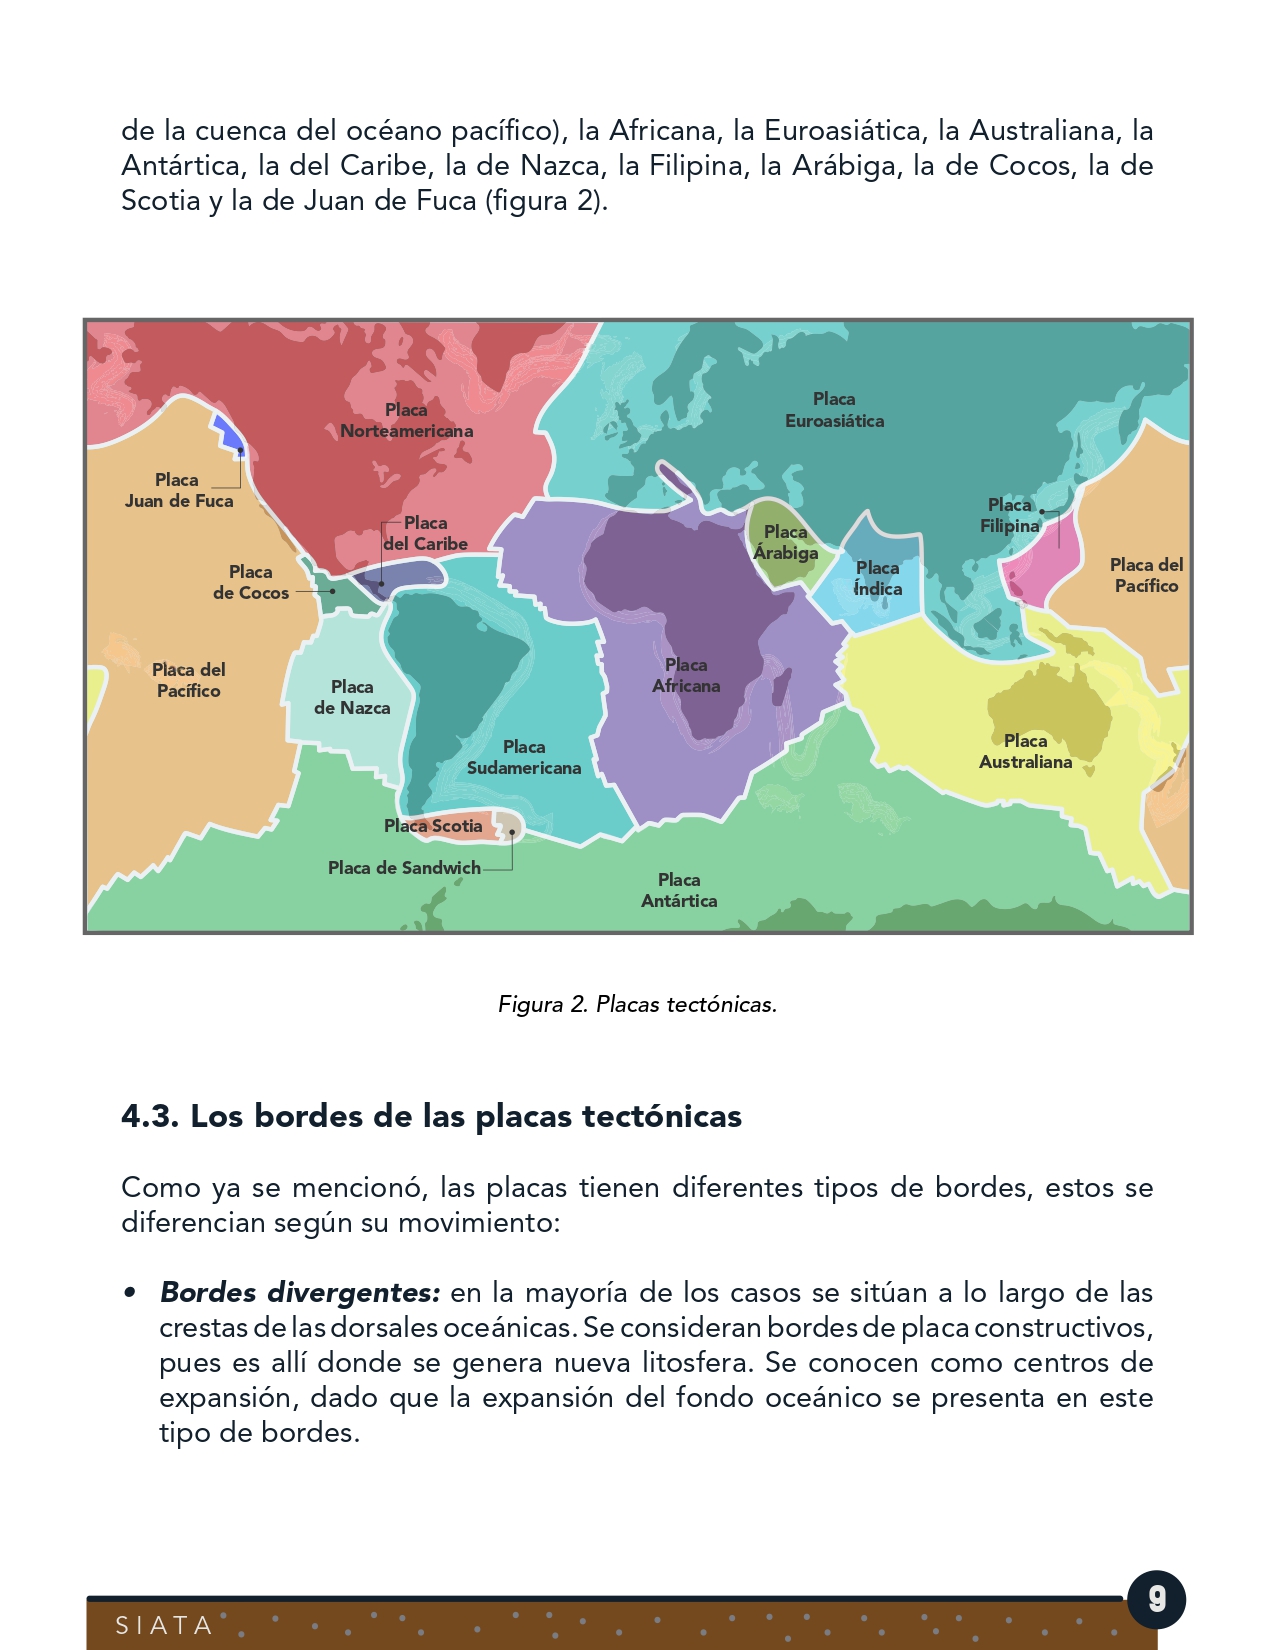 de la cuenca del océano pacífico), la Africana, la Euroasiática, la Australiana, la
Antártica, la del Caribe, la de Nazca, la Filipina, la Arábiga, la de Cocos, la de
Scotia y la de Juan de Fuca (figura 2).
Placa
Norteamericana
Placa
Euroasiática
Placa
Juan de Fuca
Placa
del Caribe
Placa
Árabiga
Placa
Filipina
Placa
de Cocos
Placa
Índica
Placa del
Pacífico
Placa del
Pacífico
Placa
de Nazca
Placa
Africana
Placa
Sudamericana
Placa
Australiana
Placa Scotia
Placa de Sandwich
Placa
Antártica
Figura 2. Placas tectónicas.
4.3. Los bordes de las placas tectónicas
Como ya se mencionó, las placas tienen diferentes tipos de bordes, estos se
diferencian según su movimiento:
• Bordes divergentes: en la mayoría de los casos se sitúan a lo largo de las
crestas de las dorsales oceánicas. Se consideran bordes de placa constructivos,
pues es allí donde se genera nueva litosfera. Se conocen como centros de
expansión, dado que la expansión del fondo oceánico se presenta en este
tipo de bordes.
SIATA
9